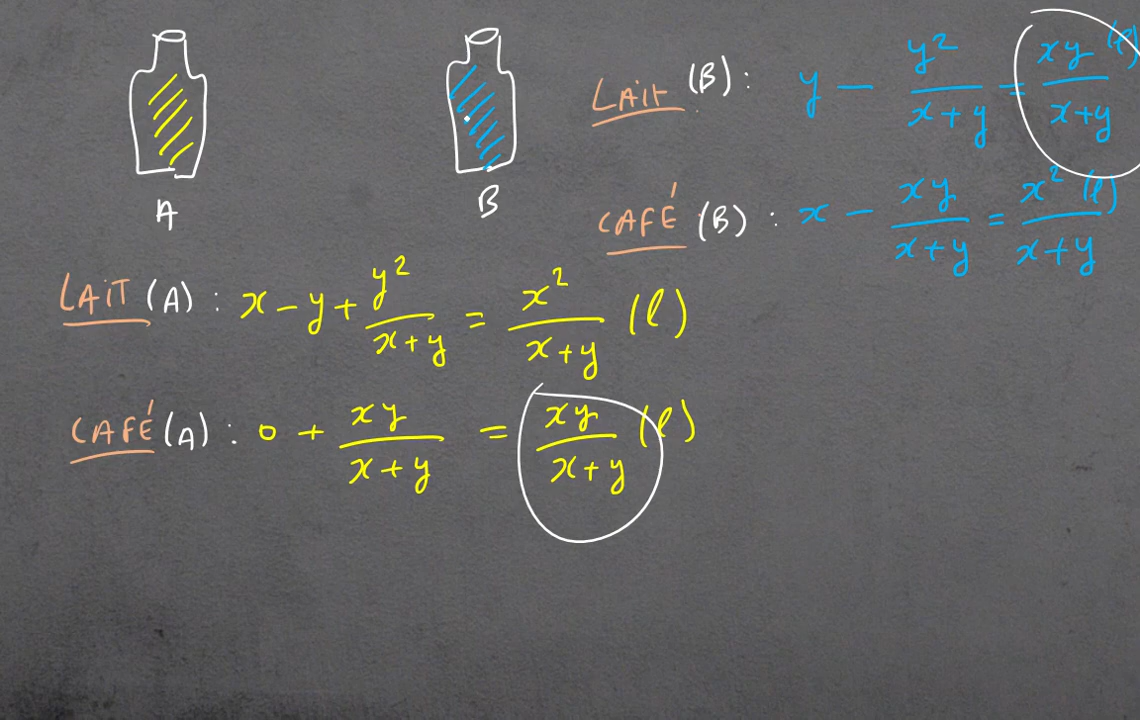 A
B
Lait (B) : y - y²/(x+y) = xy/(x+y) (l)
CAFÉ (B) : x - xy/(x+y) = x²/(x+y) (l)
LAIT (A) : x - y + y²/(x+y) = x²/(x+y) (l)
CAFÉ (A) : 0 + xy/(x+y) = xy/(x+y) (l)